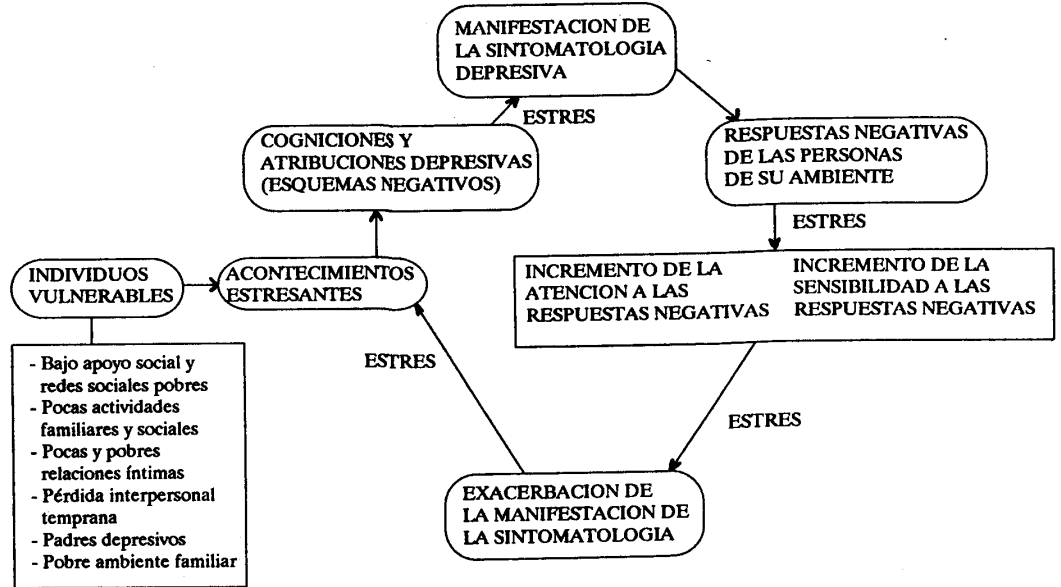 MANIFESTACION DE
LA SINTOMATOLOGIA
DEPRESIVA
ESTRES
COGNICIONES Y
ATRIBUCIONES DEPRESIVAS
(ESQUEMAS NEGATIVOS)
RESPUESTAS NEGATIVAS
DE LAS PERSONAS
DE SU AMBIENTE
ESTRES
INDIVIDUOS
VULNERABLES
ACONTECIMIENTOS
ESTRESANTES
INCREMENTO DE LA
ATENCION A LAS
RESPUESTAS NEGATIVAS
INCREMENTO DE LA
SENSIBILIDAD A LAS
RESPUESTAS NEGATIVAS
- Bajo apoyo social y
redes sociales pobres
- Pocas actividades
familiares y sociales
- Pocas y pobres
relaciones íntimas
- Pérdida interpersonal
temprana
- Padres depresivos
- Pobre ambiente familiar
ESTRES
ESTRES
EXACERBACION DE
LA MANIFESTACION DE
LA SINTOMATOLOGIA